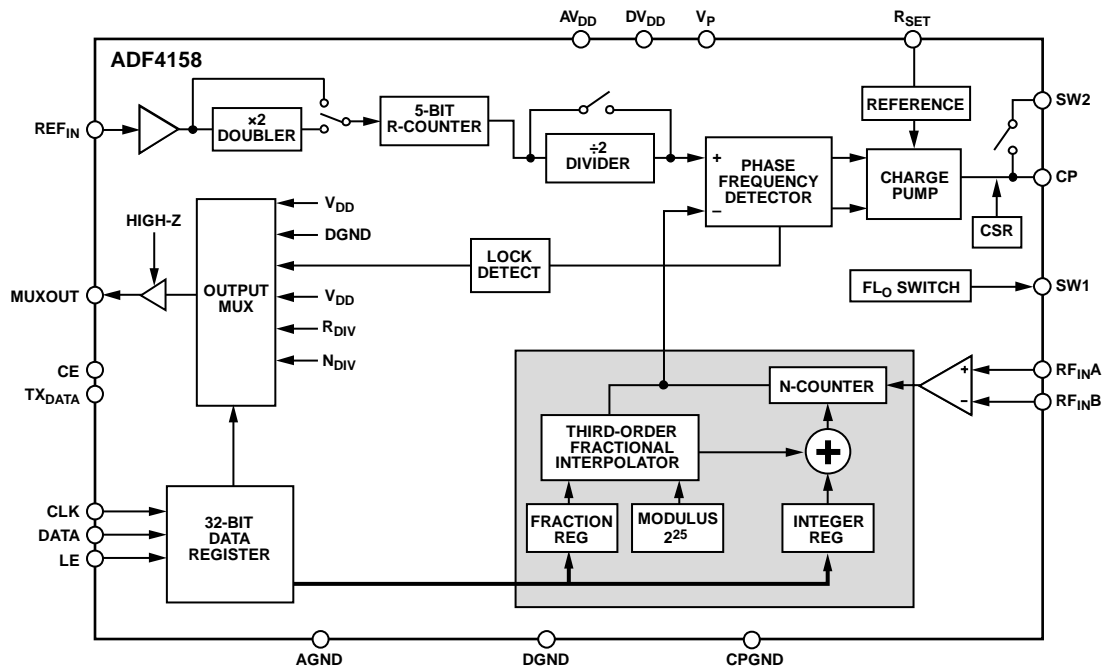 AVDD DVDD VP RSET
ADF4158
REFIN
×2
DOUBLER
5-BIT
R-COUNTER
÷2
DIVIDER
+
−
PHASE
FREQUENCY
DETECTOR
REFERENCE
CHARGE
PUMP
SW2
CP
CSR
HIGH-Z
MUXOUT
OUTPUT
MUX
VDD
DGND
VDD
RDIV
NDIV
LOCK
DETECT
FLO SWITCH
SW1
CE
TXDATA
RFINA
RFINB
+
−
N-COUNTER
THIRD-ORDER
FRACTIONAL
INTERPOLATOR
+
FRACTION
REG
MODULUS
2²⁵
INTEGER
REG
CLK
DATA
LE
32-BIT
DATA
REGISTER
AGND DGND CPGND